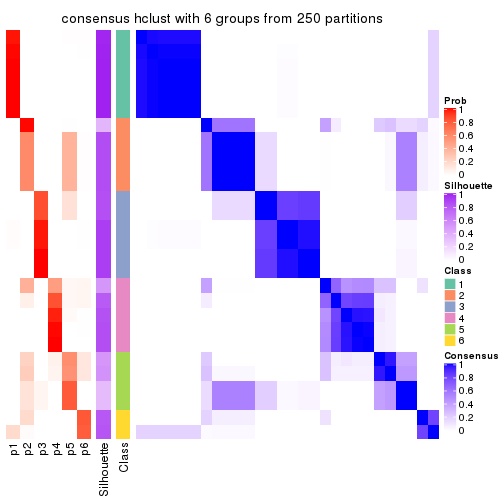 consensus hclust with 6 groups from 250 partitions
Prob
1
0.8
0.6
0.4
0.2
0
Silhouette
1
0.8
0.6
0.4
0.2
0
Class
1
2
3
4
5
6
Consensus
1
0.8
0.6
0.4
0.2
0
p1
p2
p3
p4
p5
p6
Silhouette
Class